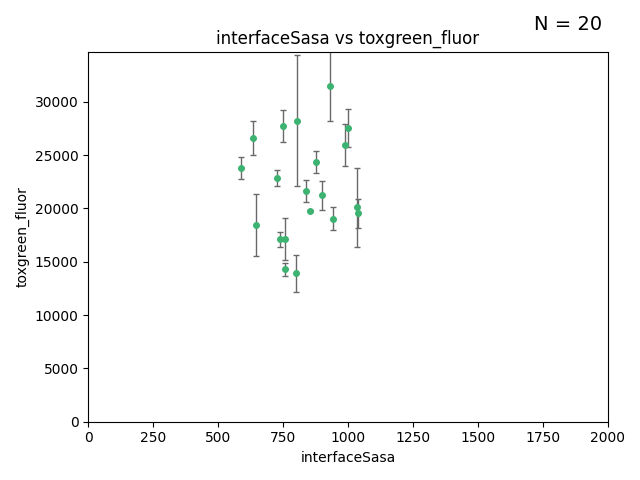 N = 20
interfaceSasa vs toxgreen_fluor
30000
25000
20000
15000
10000
5000
0
toxgreen_fluor
0 250 500 750 1000 1250 1500 1750 2000
interfaceSasa